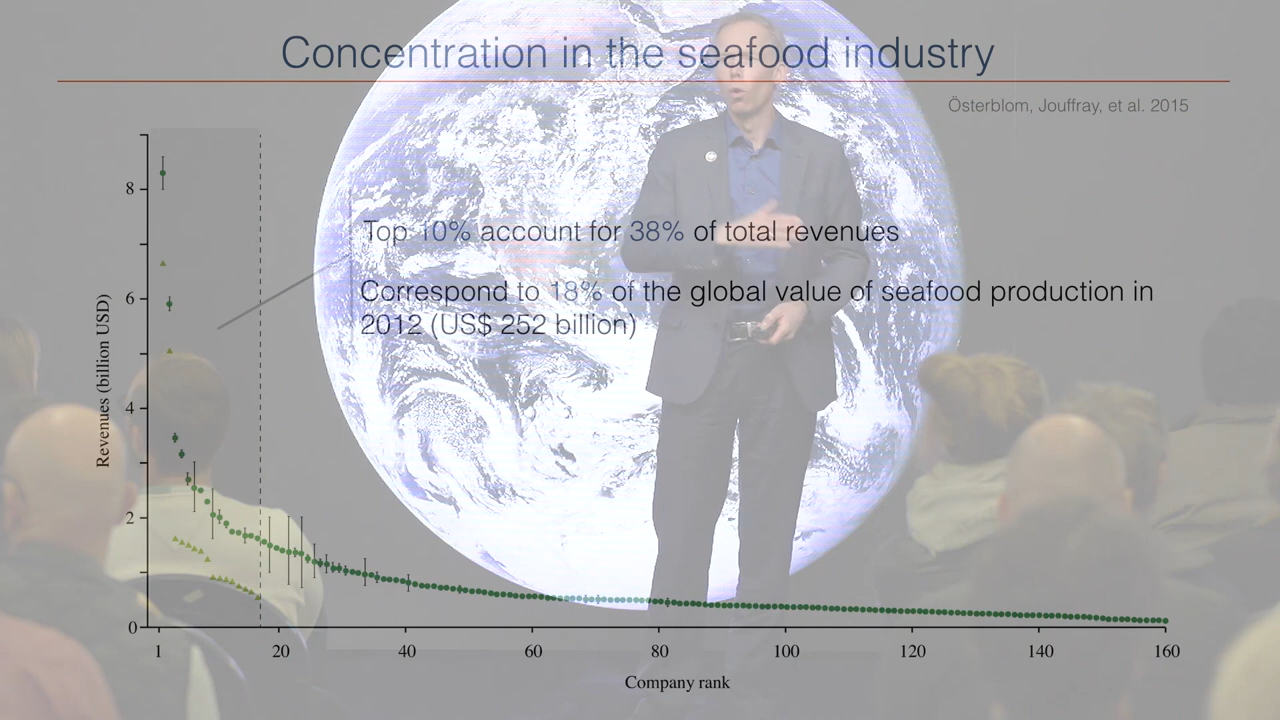 Concentration in the seafood industry
Österblom, Jouffray, et al. 2015
Top 10% account for 38% of total revenues
Correspond to 18% of the global value of seafood production in
2012 (US$ 252 billion)
Revenues (billion USD)
8
6
4
2
0
1 20 40 60 80 100 120 140 160
Company rank